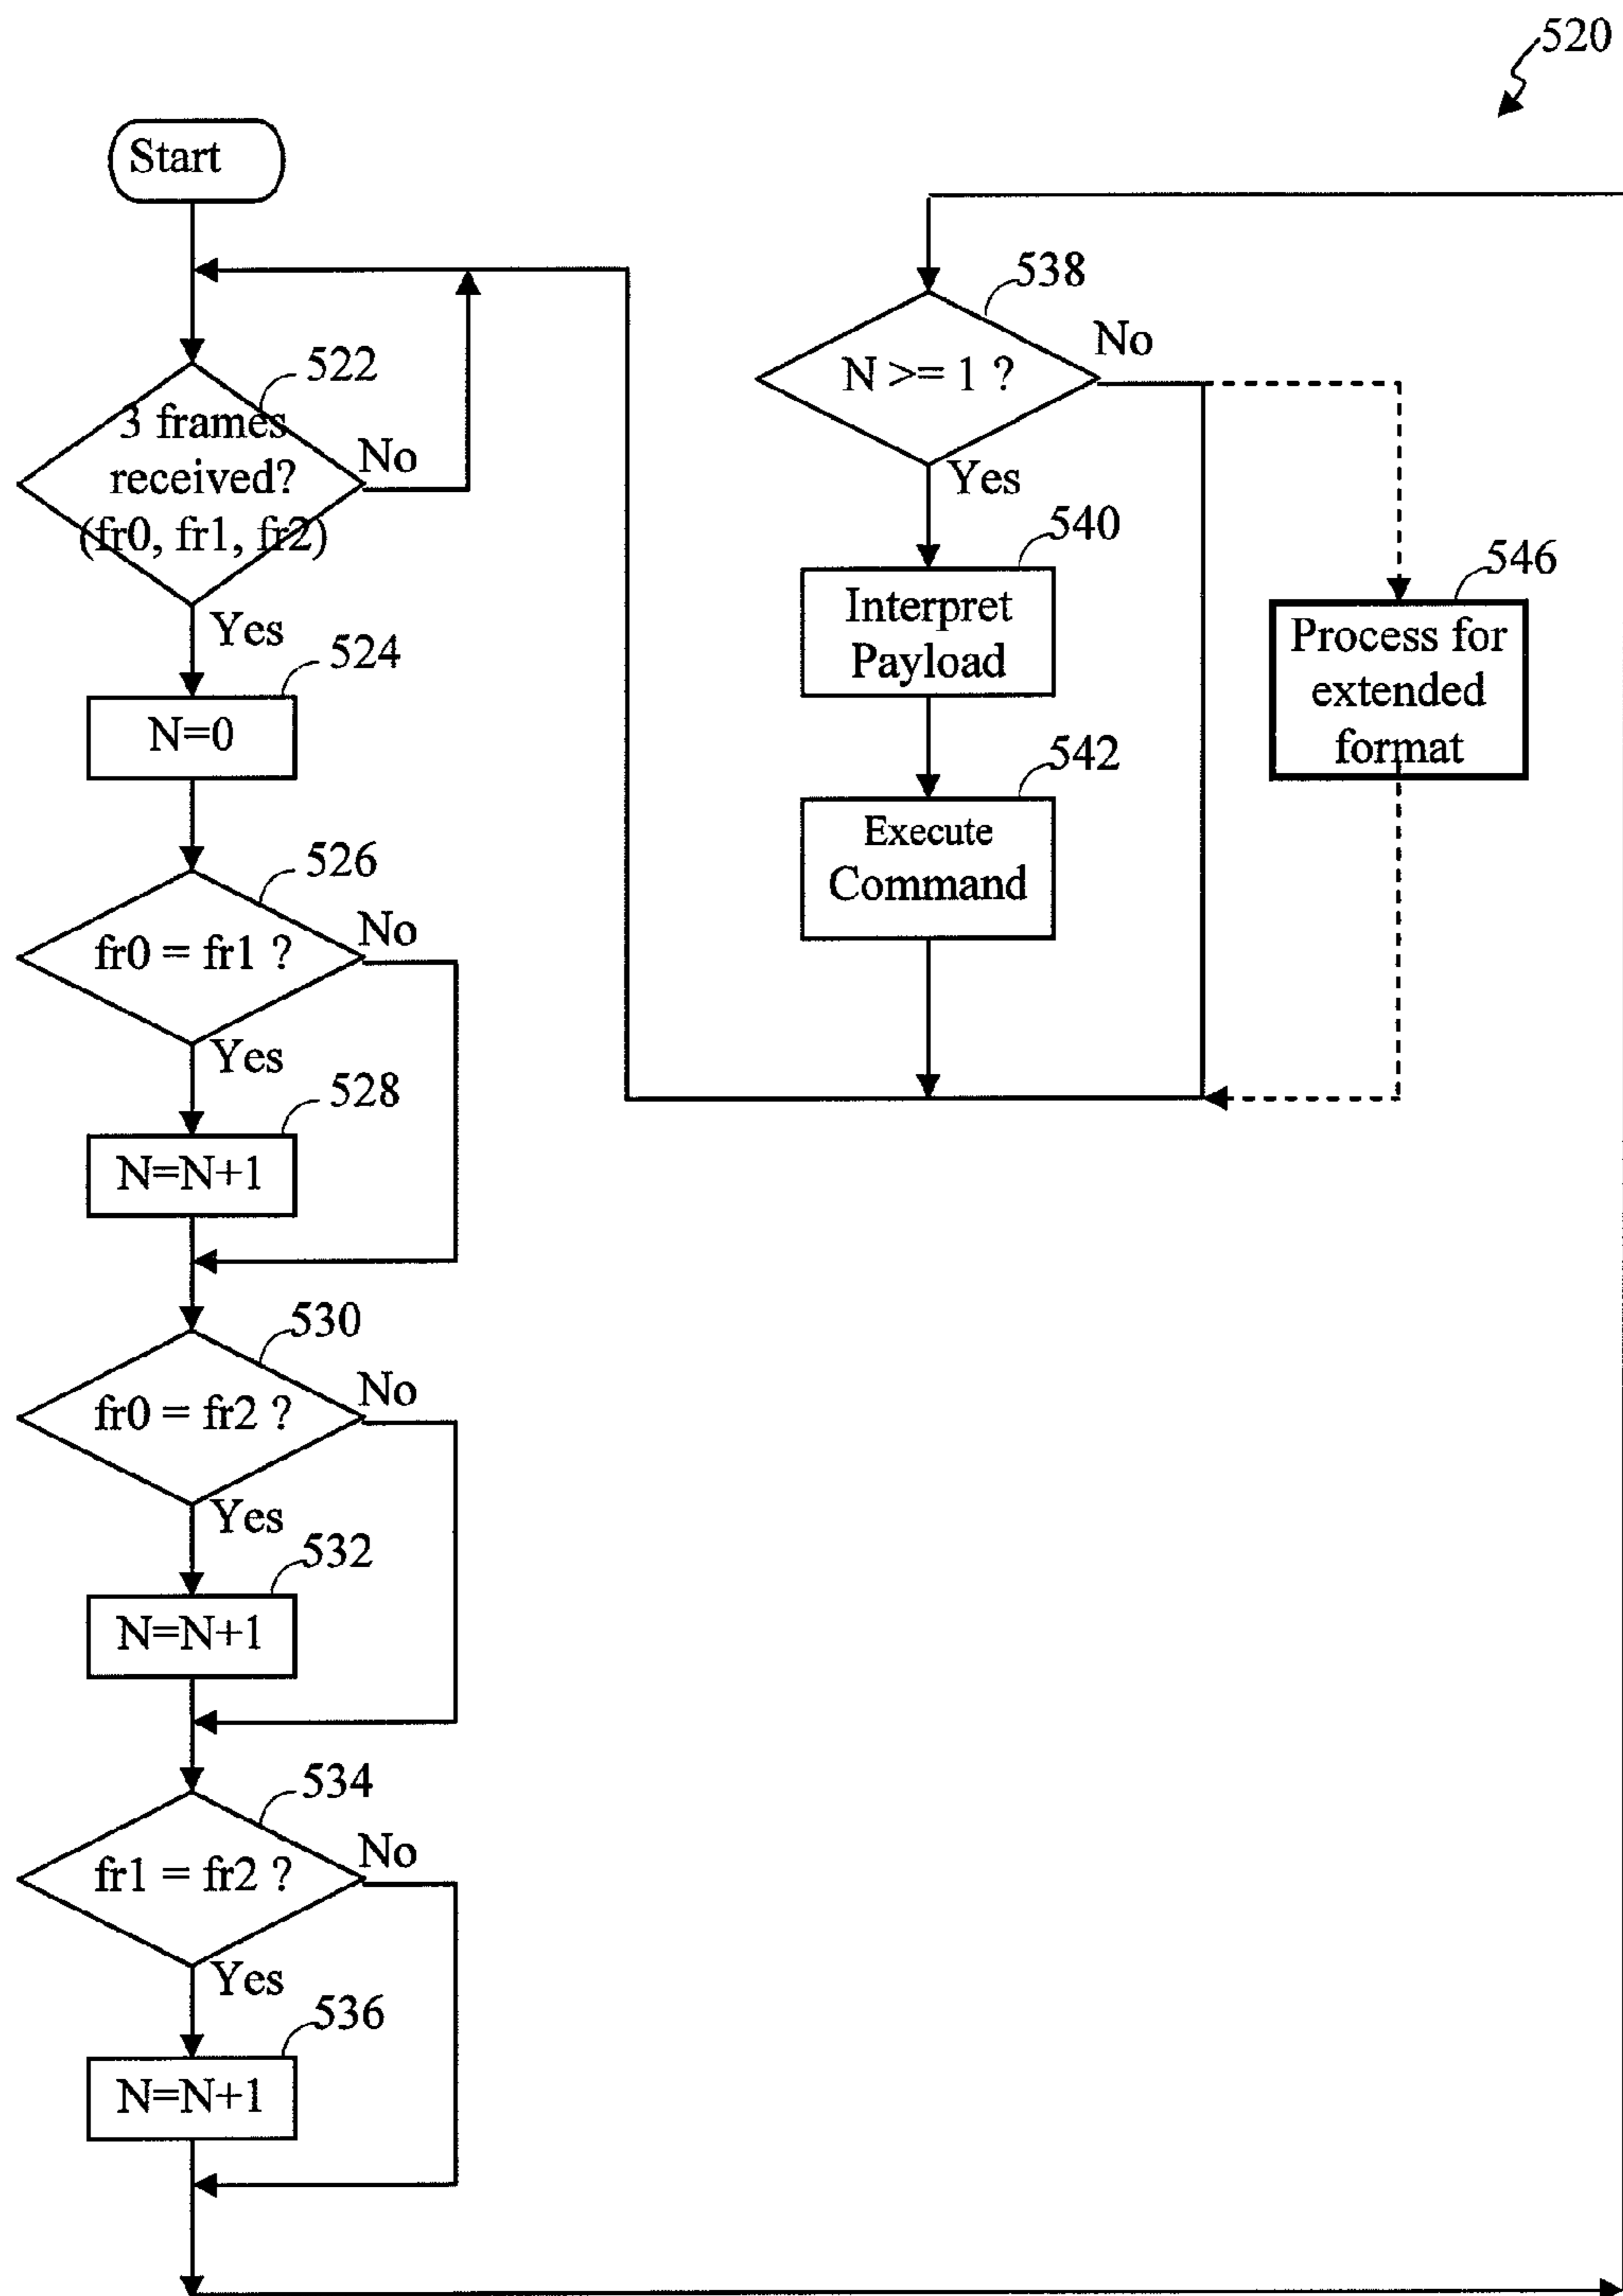 520
Start
522
3 frames
received?
(fr0, fr1, fr2)
No
Yes
524
N=0
526
fr0 = fr1 ?
No
Yes
528
N=N+1
530
fr0 = fr2 ?
No
Yes
532
N=N+1
534
fr1 = fr2 ?
No
Yes
536
N=N+1
538
N >= 1 ?
No
Yes
540
Interpret
Payload
542
Execute
Command
546
Process for
extended
format